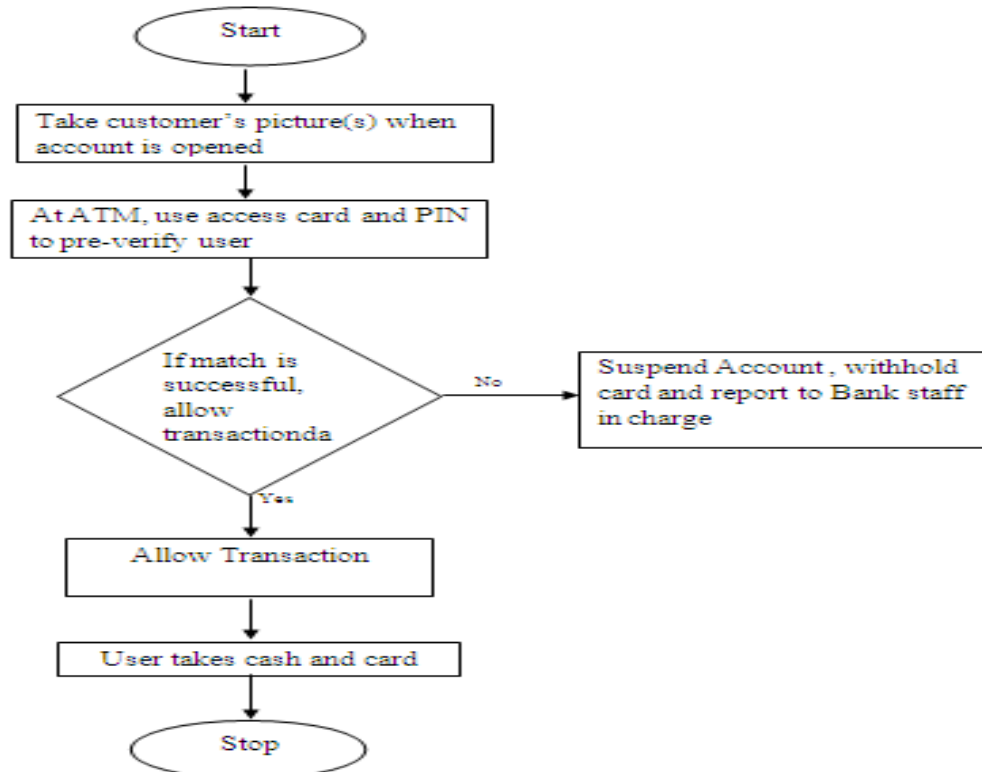 Start
Take customer's picture(s) when
account is opened
At ATM, use access card and PIN
to pre-verify user
If match is
successful,
allow
transactionda
No
Suspend Account , withhold
card and report to Bank staff
in charge
Yes
Allow Transaction
User takes cash and card
Stop